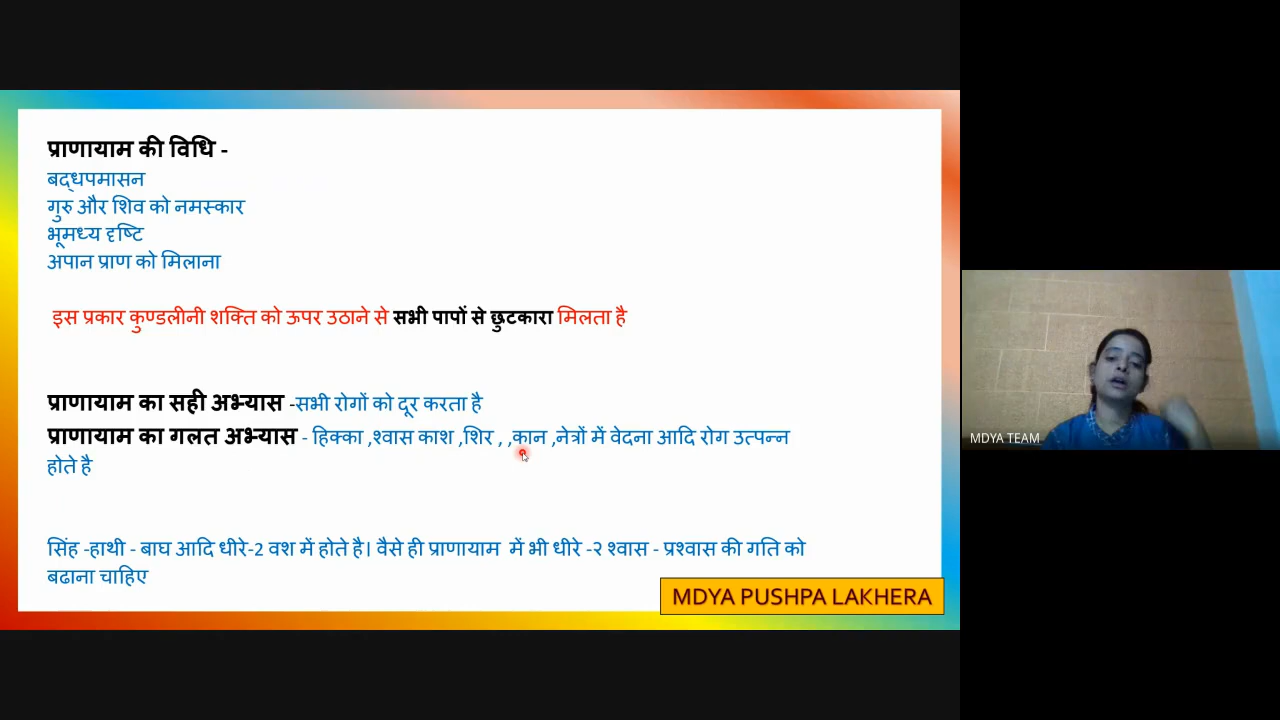 प्राणायाम की विधि -
बद्धपमासन
गुरु और शिव को नमस्कार
भूमध्य दृष्टि
अपान प्राण को मिलाना
इस प्रकार कुण्डलीनी शक्ति को ऊपर उठाने से सभी पापों से छुटकारा मिलता है
प्राणायाम का सही अभ्यास -सभी रोगों को दूर करता है
प्राणायाम का गलत अभ्यास - हिक्का ,श्वास काश ,शिर , ,कान ,नेत्रों में वेदना आदि रोग उत्पन्न
होते है
सिंह -हाथी - बाघ आदि धीरे-2 वश में होते है। वैसे ही प्राणायाम में भी धीरे -२ श्वास - प्रश्वास की गति को
बढाना चाहिए
MDYA PUSHPA LAKHERA
MDYA TEAM